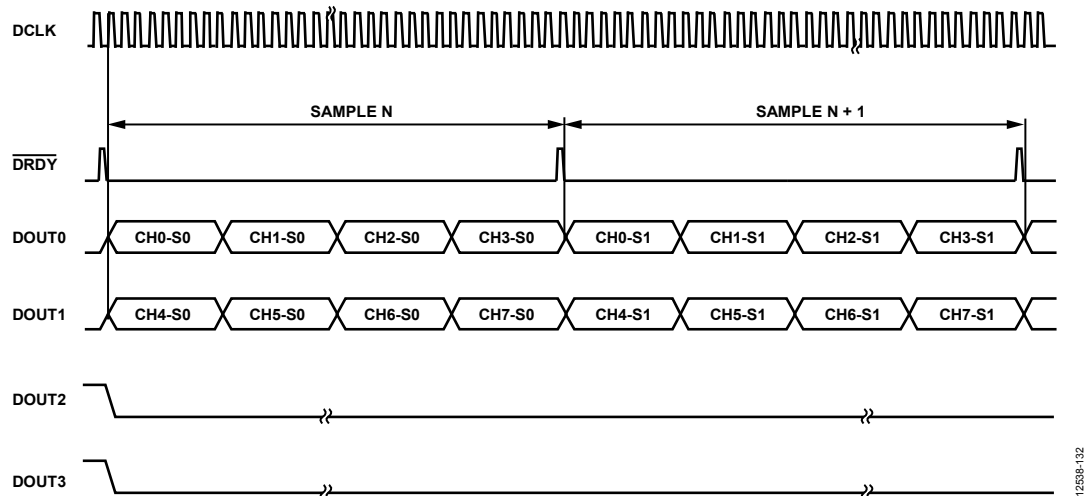 DCLK
SAMPLE N
SAMPLE N + 1
DRDY
DOUT0
CH0-S0
CH1-S0
CH2-S0
CH3-S0
CH0-S1
CH1-S1
CH2-S1
CH3-S1
DOUT1
CH4-S0
CH5-S0
CH6-S0
CH7-S0
CH4-S1
CH5-S1
CH6-S1
CH7-S1
DOUT2
DOUT3
12538-132